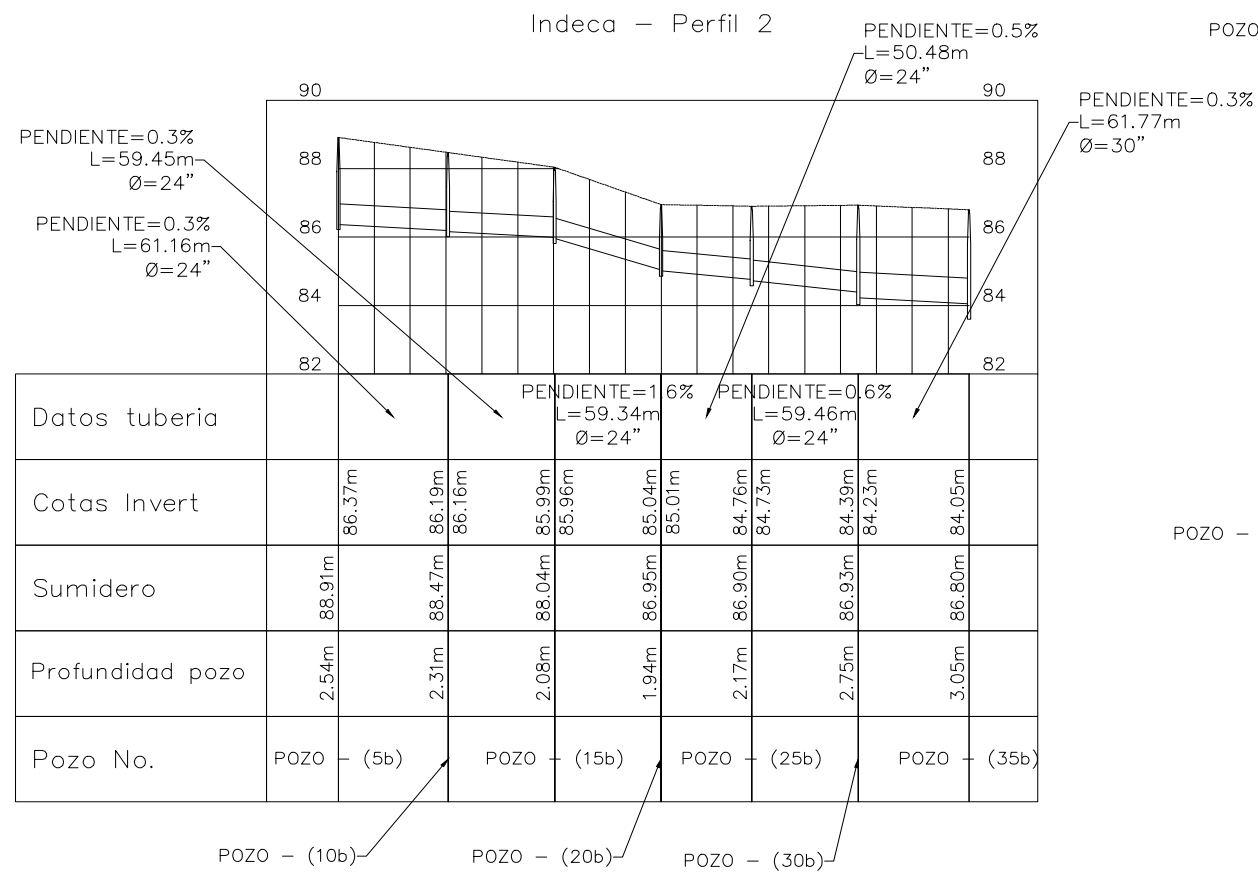 Indeca – Perfil 2
PENDIENTE=0.5%
L=50.48m
Ø=24”
POZO
90
90
PENDIENTE=0.3%
L=61.77m
Ø=30”
PENDIENTE=0.3%
L=59.45m
Ø=24”
88
88
PENDIENTE=0.3%
L=61.16m
Ø=24”
86
86
84
84
82
82
Datos tuberia
PENDIENTE=1.6%
L=59.34m
Ø=24”
PENDIENTE=0.6%
L=59.46m
Ø=24”
Cotas Invert
86.37m
86.19m
86.16m
85.99m
85.96m
85.04m
85.01m
84.76m
84.73m
84.39m
84.23m
84.05m
POZO –
Sumidero
88.91m
88.47m
88.04m
86.95m
86.90m
86.93m
86.80m
Profundidad pozo
2.54m
2.31m
2.08m
1.94m
2.17m
2.75m
3.05m
Pozo No.
POZO – (5b)
POZO – (15b)
POZO – (25b)
POZO – (35b)
POZO – (10b)
POZO – (20b)
POZO – (30b)